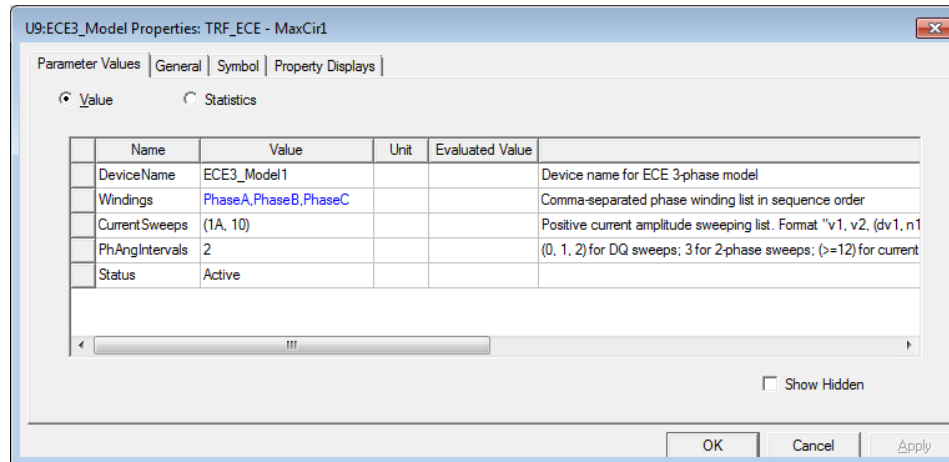 U9:ECE3_Model Properties: TRF_ECE - MaxCir1
Parameter Values General Symbol Property Displays
Value Statistics
Name Value Unit Evaluated Value
DeviceName ECE3_Model1 Device name for ECE 3-phase model
Windings PhaseA,PhaseB,PhaseC Comma-separated phase winding list in sequence order
CurrentSweeps (1A, 10) Positive current amplitude sweeping list. Format "v1, v2, (dv1, n1
PhAngIntervals 2 (0, 1, 2) for DQ sweeps; 3 for 2-phase sweeps; (>=12) for current
Status Active
Show Hidden
OK Cancel Apply